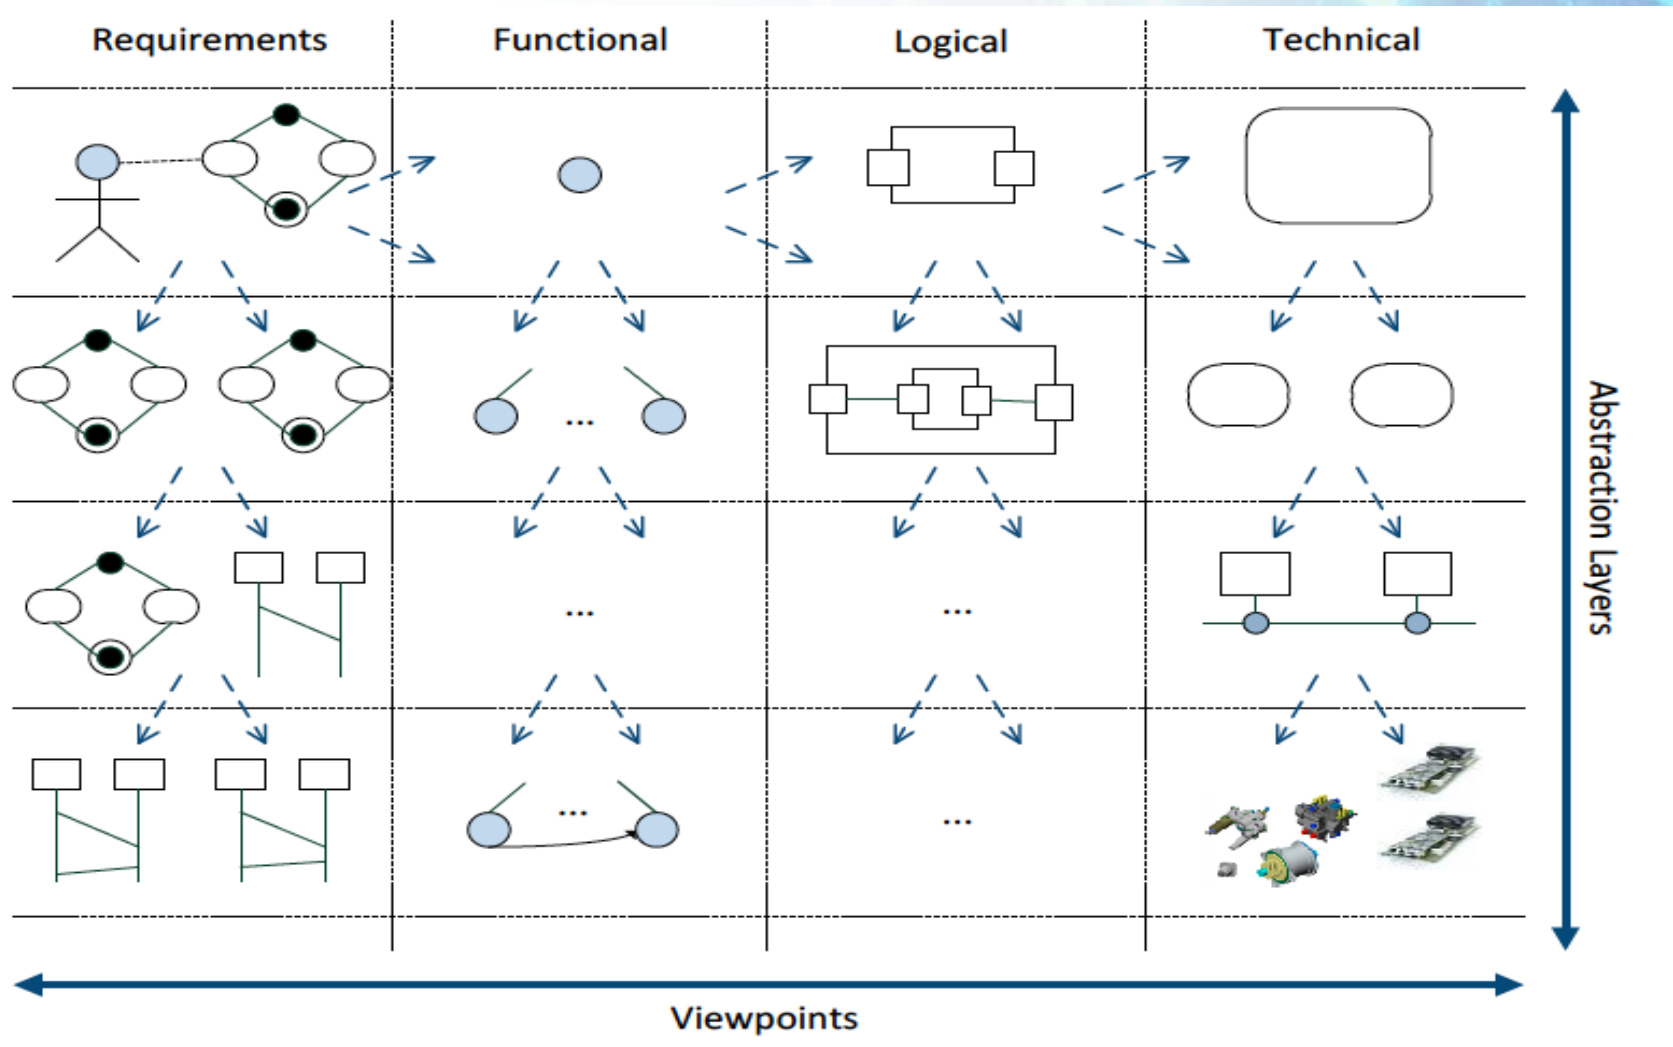 Requirements
Functional
Logical
Technical
...
...
...
...
...
Abstraction Layers
Viewpoints